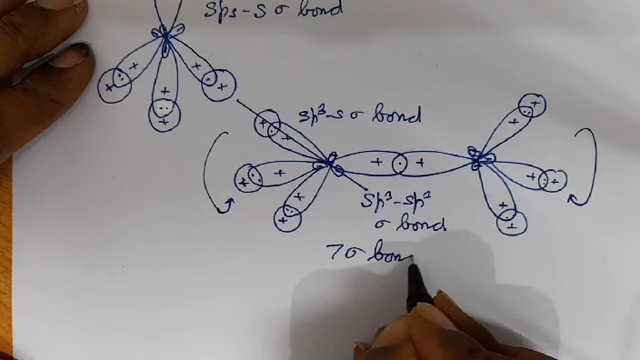 sp³-s σ bond
sp³-s σ bond
sp³-sp³
σ bond
7σ bon